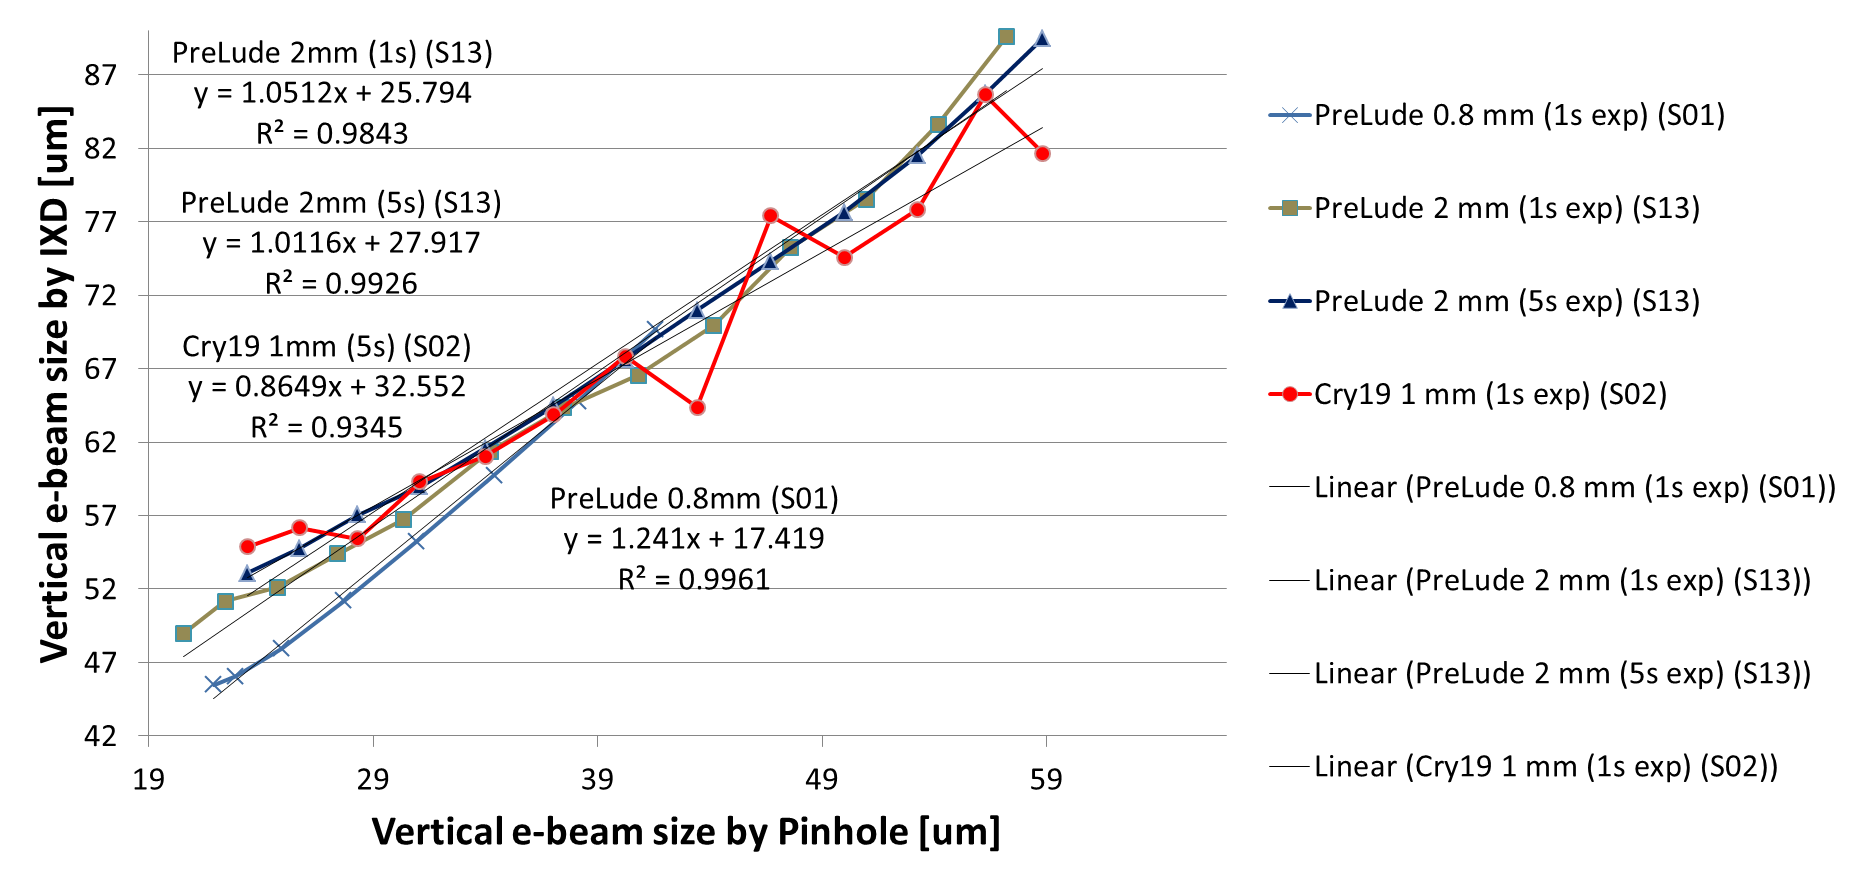 PreLude 2mm (1s) (S13)
y = 1.0512x + 25.794
R² = 0.9843
PreLude 2mm (5s) (S13)
y = 1.0116x + 27.917
R² = 0.9926
Cry19 1mm (5s) (S02)
y = 0.8649x + 32.552
R² = 0.9345
PreLude 0.8mm (S01)
y = 1.241x + 17.419
R² = 0.9961
Vertical e-beam size by IXD [um]
87
82
77
72
67
62
57
52
47
42
19
29
39
49
59
Vertical e-beam size by Pinhole [um]
PreLude 0.8 mm (1s exp) (S01)
PreLude 2 mm (1s exp) (S13)
PreLude 2 mm (5s exp) (S13)
Cry19 1 mm (1s exp) (S02)
Linear (PreLude 0.8 mm (1s exp) (S01))
Linear (PreLude 2 mm (1s exp) (S13))
Linear (PreLude 2 mm (5s exp) (S13))
Linear (Cry19 1 mm (1s exp) (S02))